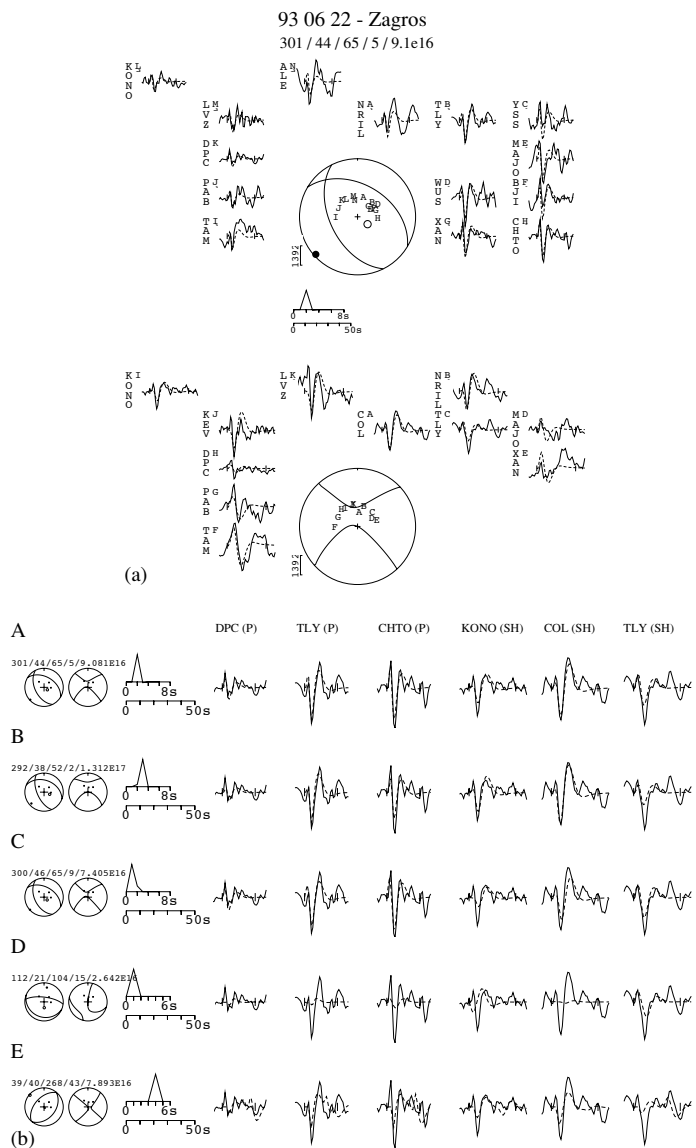 93 06 22 - Zagros
301 / 44 / 65 / 5 / 9.1e16
KONO L
ALE N
LVZ M
NRIL A
TLY B
YSS C
DPC K
MAJO E
PAB J
WUS D
BJI F
TAM I
XAN G
CHTO H
1392
0 8s
0 50s
KONO I
LVZ K
NRIL B
KEV J
COL A
TLY C
MAJO D
DPC H
XAN E
PAB G
TAM F
1392
(a)
A DPC (P) TLY (P) CHTO (P) KONO (SH) COL (SH) TLY (SH)
301/44/65/5/9.081E16
0 8s
0 50s
B
292/38/52/2/1.312E17
0 8s
0 50s
C
300/46/65/9/7.405E16
0 8s
0 50s
D
112/21/104/15/2.642E16
0 6s
0 50s
E
39/40/268/43/7.893E16
0 6s
0 50s
(b)